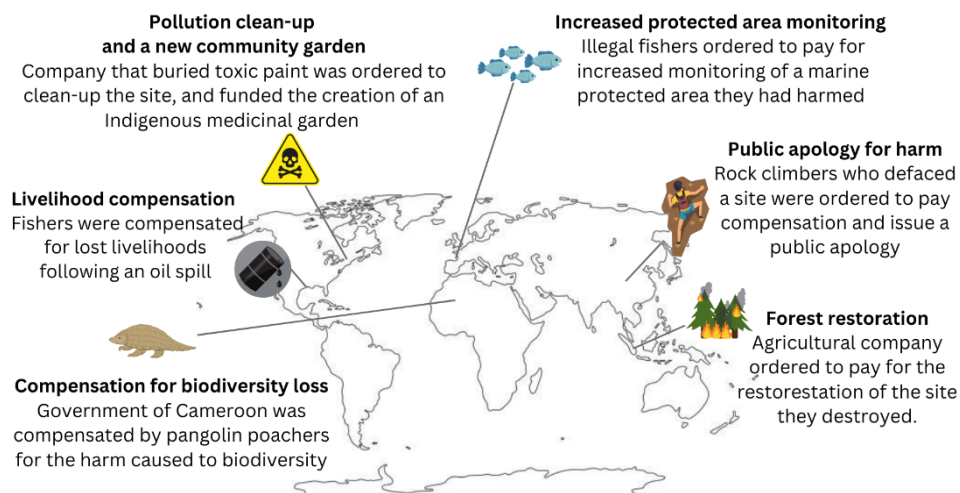 Pollution clean-up
and a new community garden
Company that buried toxic paint was ordered to
clean-up the site, and funded the creation of an
Indigenous medicinal garden
Increased protected area monitoring
Illegal fishers ordered to pay for
increased monitoring of a marine
protected area they had harmed
Livelihood compensation
Fishers were compensated
for lost livelihoods
following an oil spill
Public apology for harm
Rock climbers who defaced
a site were ordered to pay
compensation and issue a
public apology
Compensation for biodiversity loss
Government of Cameroon was
compensated by pangolin poachers
for the harm caused to biodiversity
Forest restoration
Agricultural company
ordered to pay for the
restorestation of the site
they destroyed.